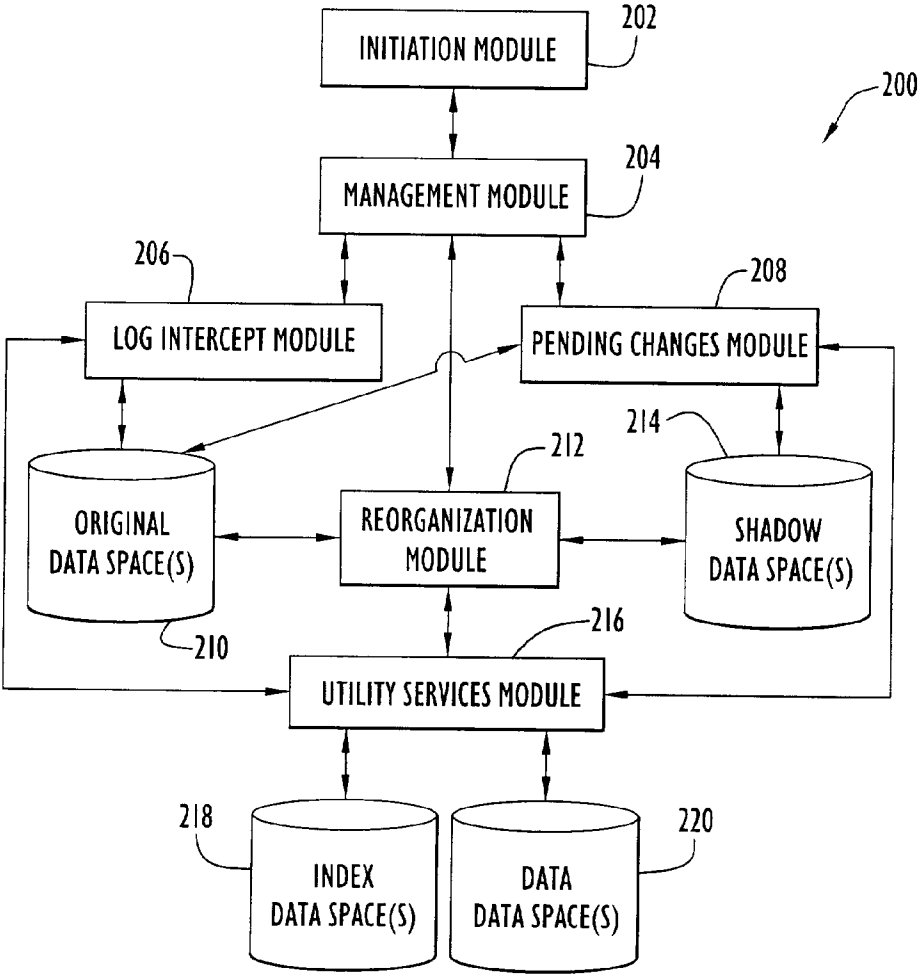 202
INITIATION MODULE
200
204
MANAGEMENT MODULE
206
208
LOG INTERCEPT MODULE
PENDING CHANGES MODULE
212
214
ORIGINAL
DATA SPACE(S)
REORGANIZATION
MODULE
SHADOW
DATA SPACE(S)
210
216
UTILITY SERVICES MODULE
218
220
INDEX
DATA SPACE(S)
DATA
DATA SPACE(S)